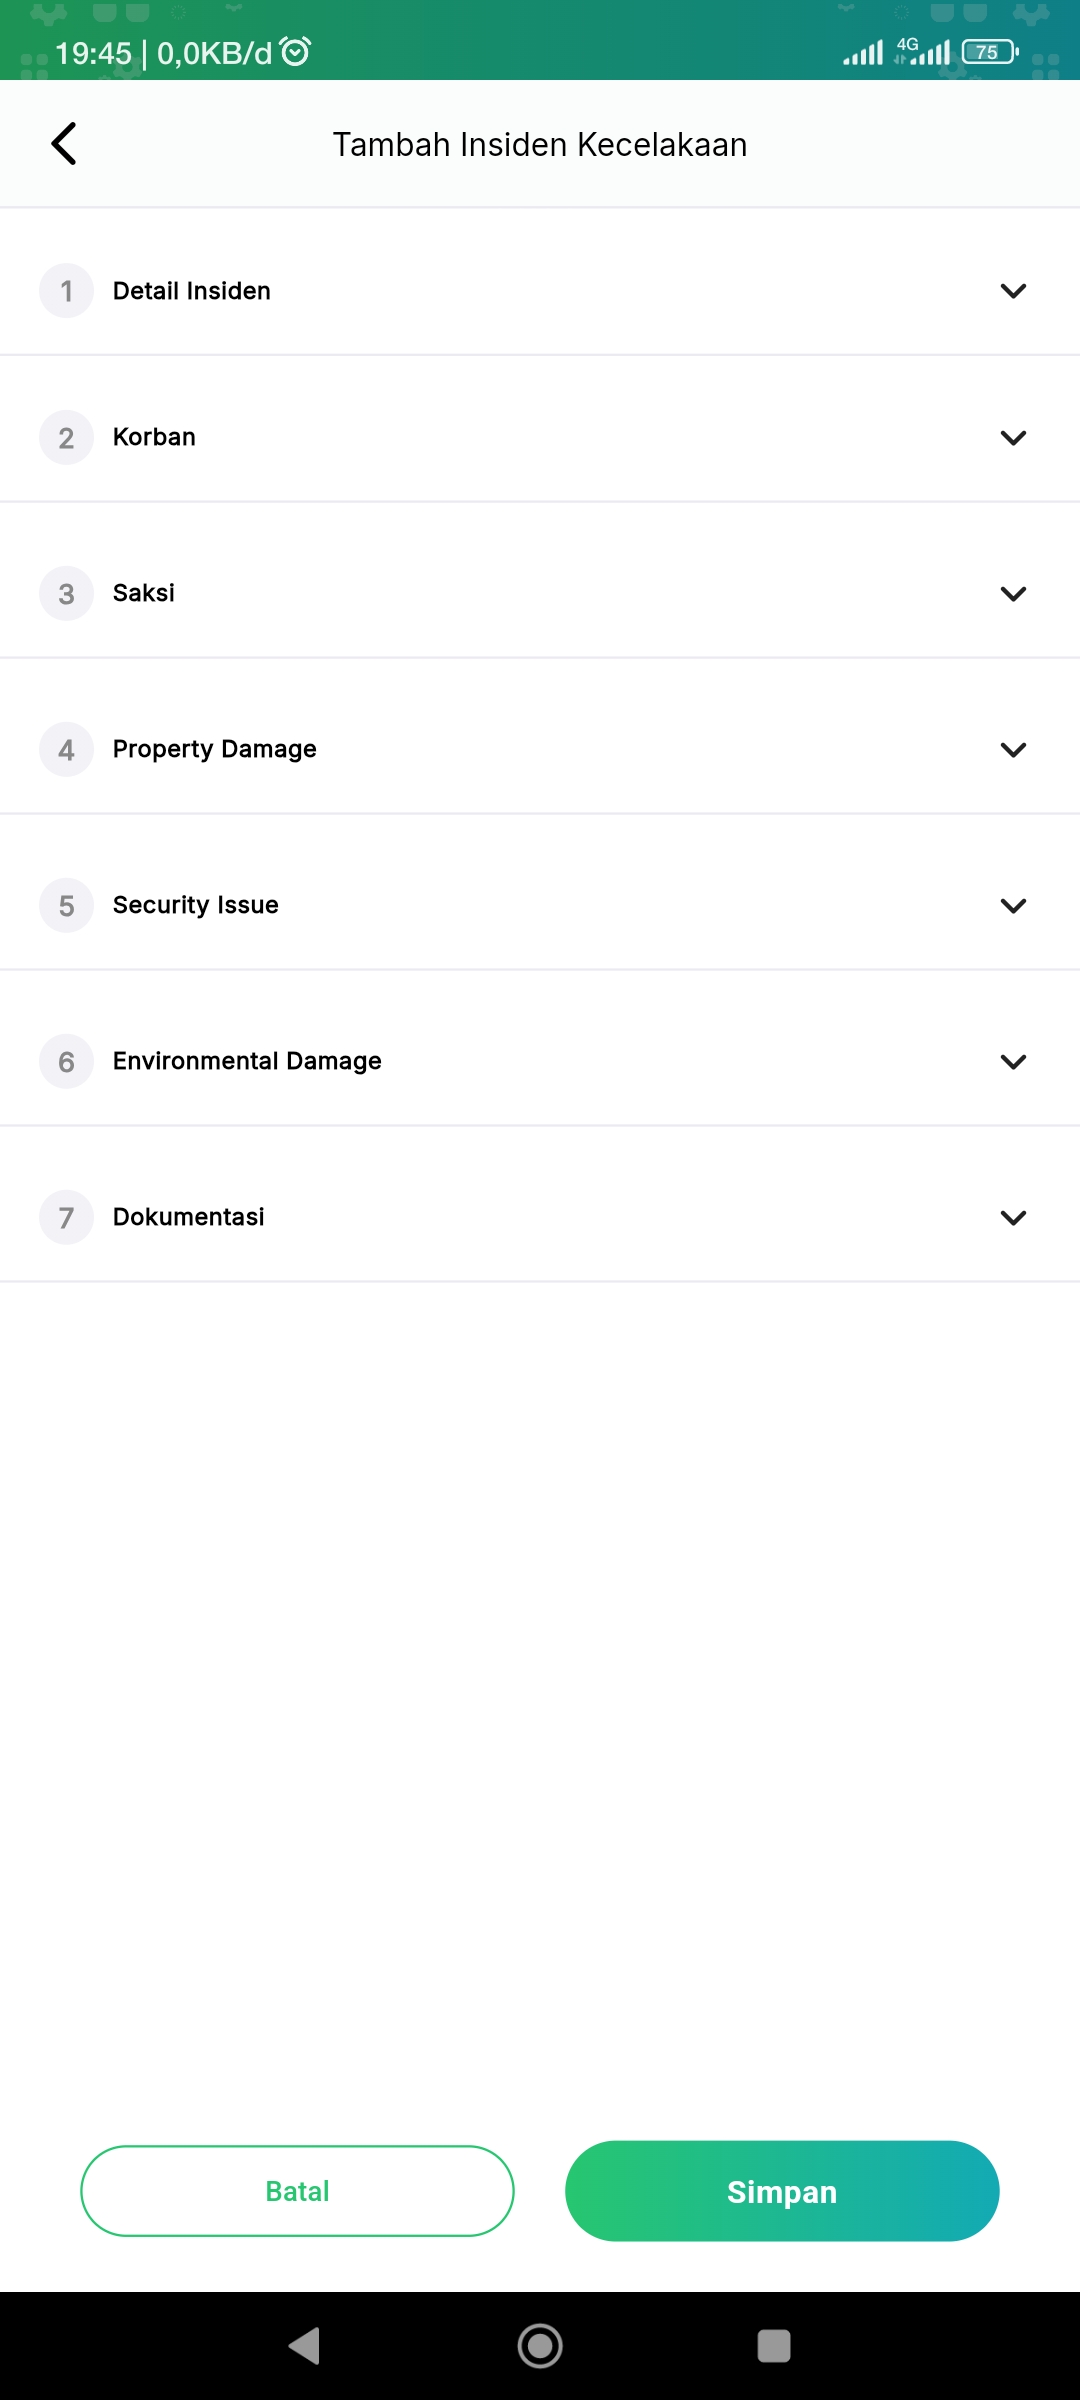 19:45 | 0,0KB/d
4G
75
Tambah Insiden Kecelakaan
1 Detail Insiden
2 Korban
3 Saksi
4 Property Damage
5 Security Issue
6 Environmental Damage
7 Dokumentasi
Batal
Simpan